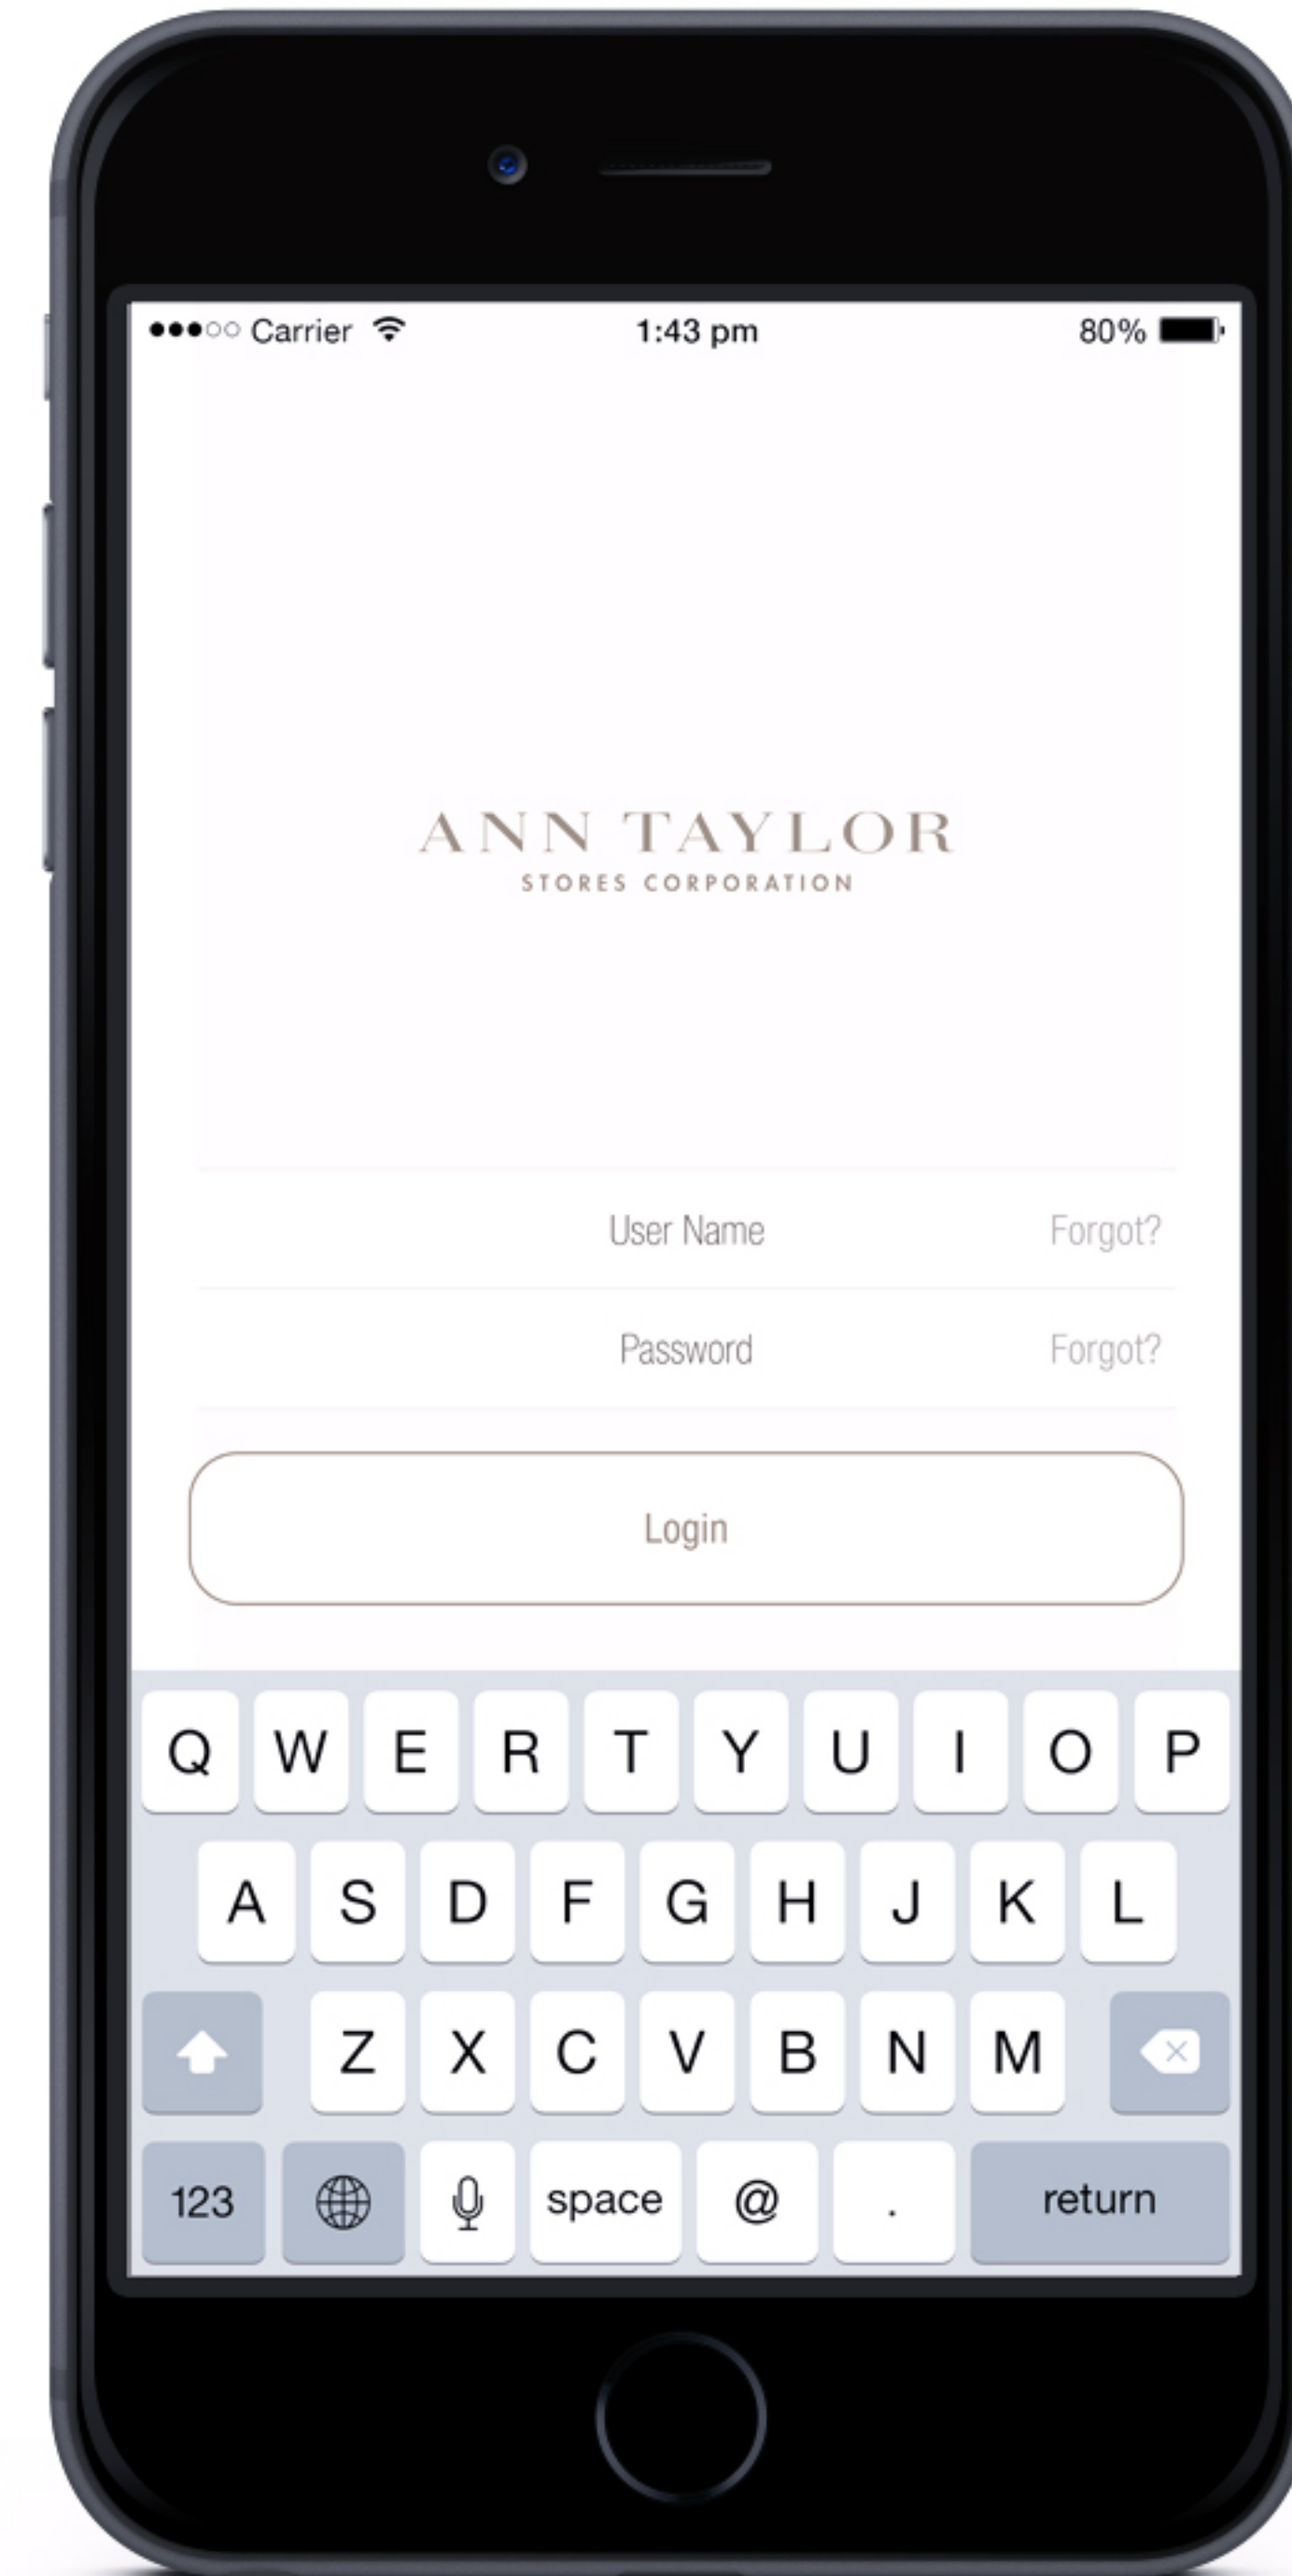 Carrier 1:43 pm 80%
ANN TAYLOR
STORES CORPORATION
User Name Forgot?
Password Forgot?
Login
Q W E R T Y U I O P
A S D F G H J K L
Z X C V B N M
123 space @ . return